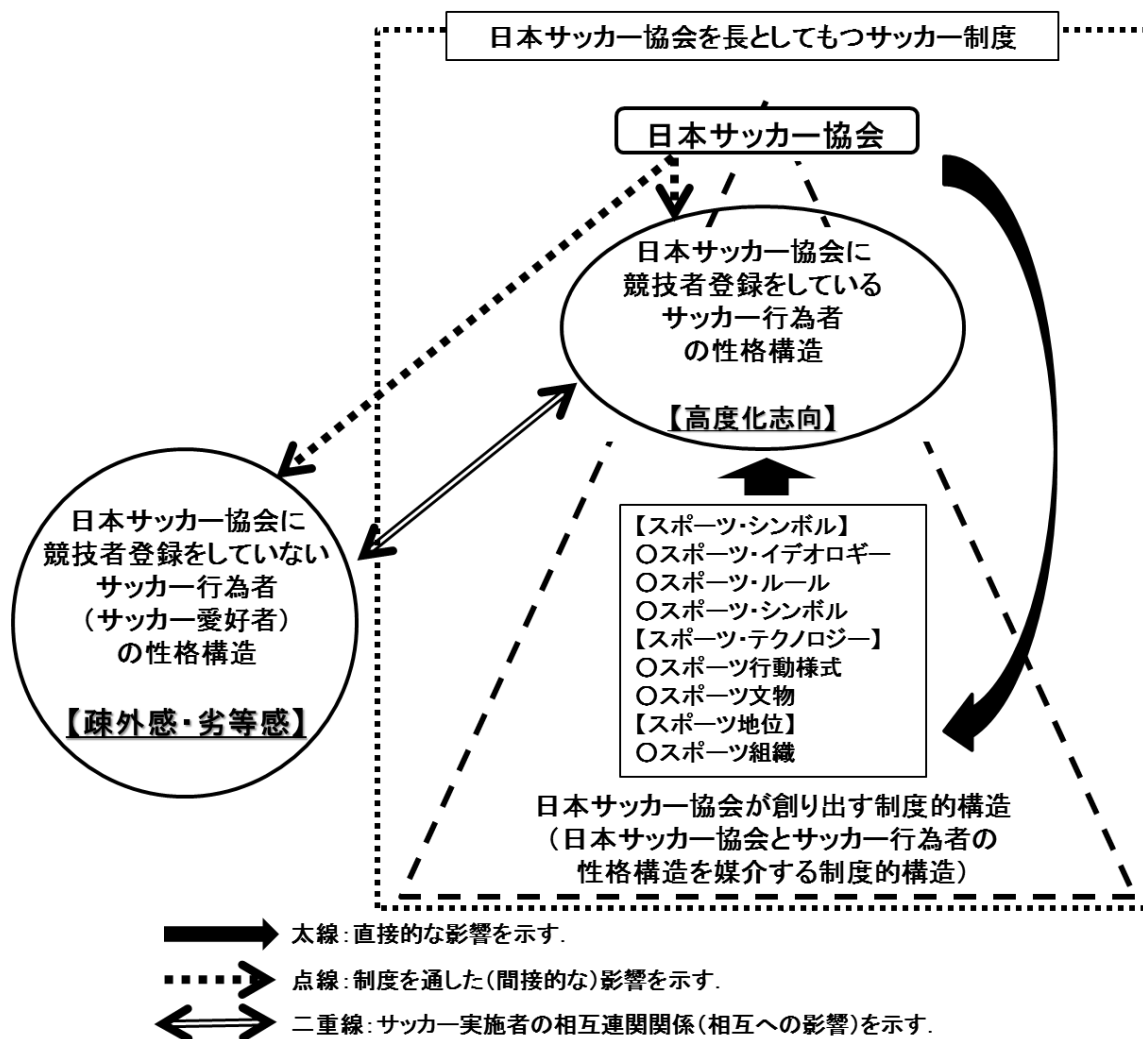 日本サッカー協会を長としてもつサッカー制度
日本サッカー協会
日本サッカー協会に
競技者登録をしている
サッカー行為者
の性格構造
【高度化志向】
日本サッカー協会に
競技者登録をしていない
サッカー行為者
（サッカー愛好者）
の性格構造
【疎外感・劣等感】
【スポーツ・シンボル】
○スポーツ・イデオロギー
○スポーツ・ルール
○スポーツ・シンボル
【スポーツ・テクノロジー】
○スポーツ行動様式
○スポーツ文物
【スポーツ地位】
○スポーツ組織
日本サッカー協会が創り出す制度的構造
（日本サッカー協会とサッカー行為者の
性格構造を媒介する制度的構造）
太線：直接的な影響を示す．
点線：制度を通した（間接的な）影響を示す．
二重線：サッカー実施者の相互連関関係（相互への影響）を示す．